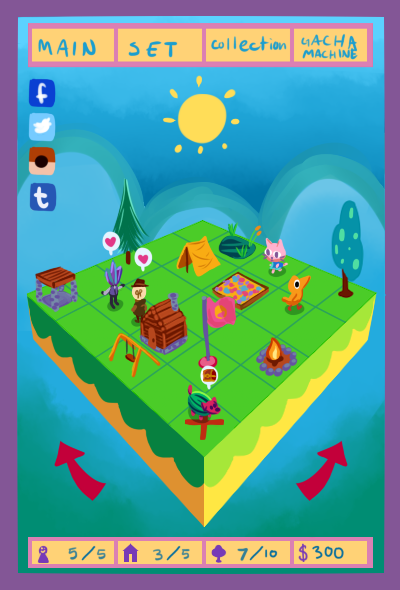 MAIN
SET
collection
GACHA
MACHINE
f
t
5/5
3/5
7/10
$300